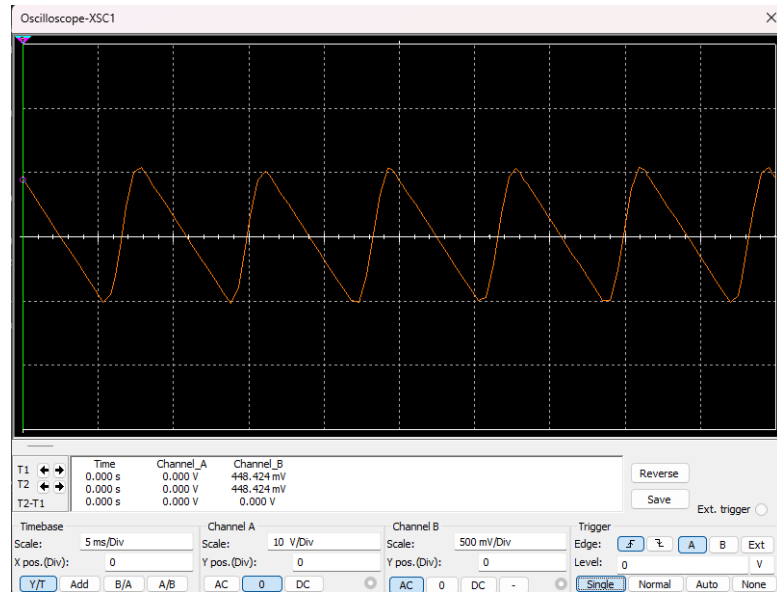 Oscilloscope-XSC1 ×
Time Channel_A Channel_B
T1 0.000 s 0.000 V 448.424 mV
T2 0.000 s 0.000 V 448.424 mV
T2-T1 0.000 s 0.000 V 0.000 V
Reverse
Save
Ext. trigger
Timebase Channel A Channel B Trigger
Scale: 5 ms/Div Scale: 10 V/Div Scale: 500 mV/Div Edge: A B Ext
X pos.(Div): 0 Y pos.(Div): 0 Y pos.(Div): 0 Level: 0 V
Y/T Add B/A A/B AC 0 DC AC 0 DC - Single Normal Auto None